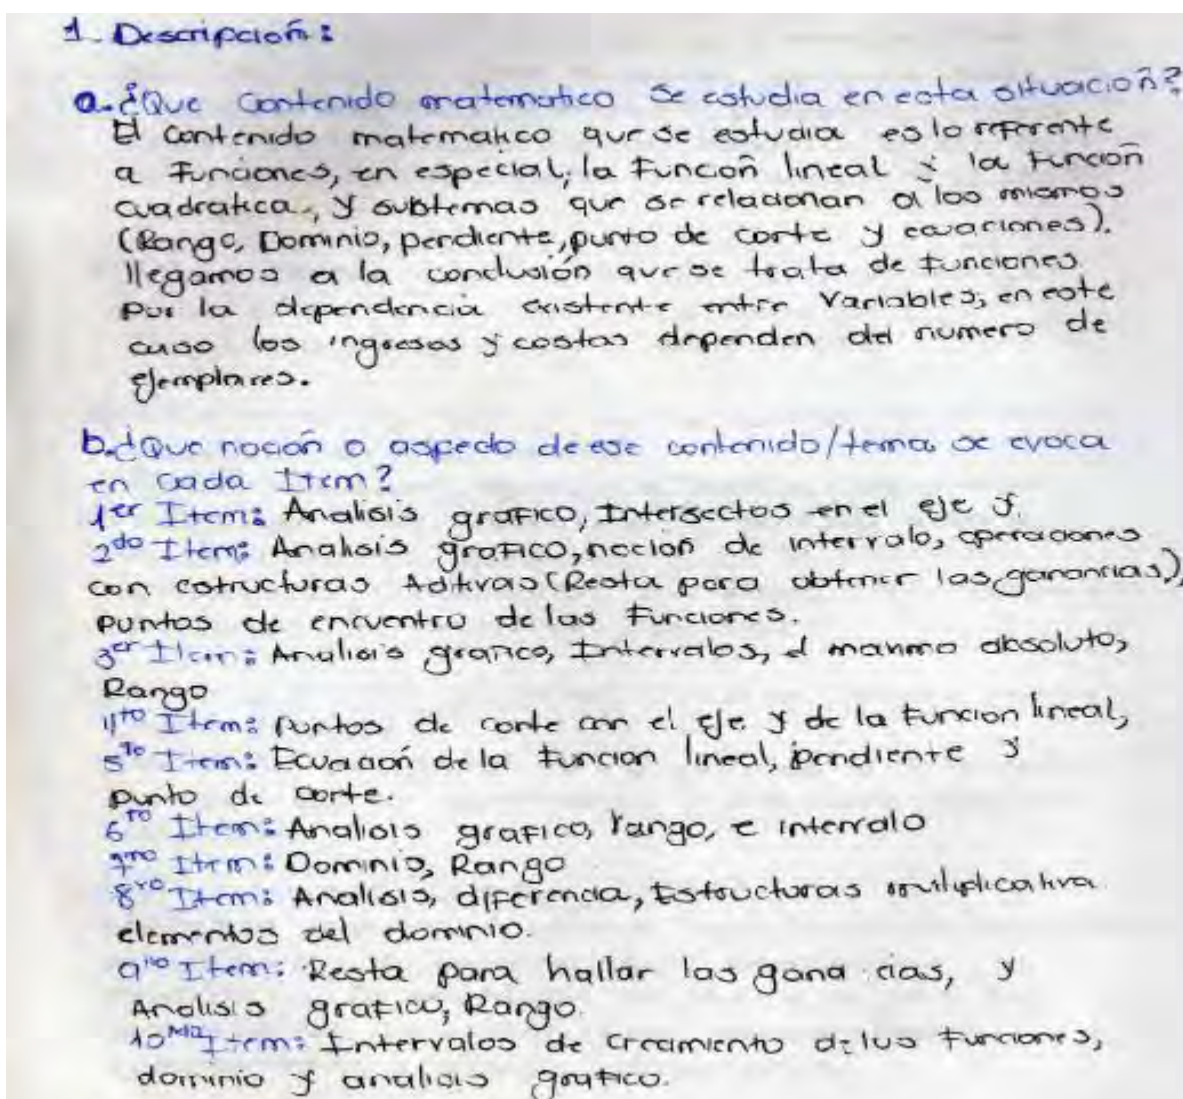 1. Descripcioñ:
a. ¿Que Contenido matematico se estudia en esta situacioñ?
El Contenido matematico que se estudia es lo referente
a Funciones, en especial, la Funcioñ lineal y la Funcioñ
cuadratica, y subtemas que se relacionan a los mismos
(Rango, Dominio, pendiente, punto de corte y ecuaciones).
llegamos a la conclusión que se trata de Funciones
Por la dependencia existente entre Variables, en este
caso los ingresos y costos dependen del numero de
ejemplares.
b. ¿Que nocioñ o aspecto de ese contenido/tema se evoca
en Cada Item?
1er Item: Analisis grafico, Intersectos en el eje y.
2do Item: Analisis grafico, nocioñ de intervalo, operaciones
con estructuras Aditivas (Resta para obtener las ganancias),
puntos de encuentro de las Funciones.
3er Item: Analisis grafico, Intervalos, el maximo absoluto,
Rango
4to Item: puntos de corte con el eje y de la Funcion lineal,
5to Item: Ecuación de la Funcion lineal, pendiente y
punto de corte.
6to Item: Analisis grafico, rango, e intervalo
7mo Item: Dominio, Rango
8vo Item: Analisis, diferencia, Estructuras multiplicativa
elementos del dominio.
9no Item: Resta para hallar las gana cias, y
Analisis grafico, Rango.
10mo Item: Intervalos de Crecimiento de las Funciones,
dominio y analisis grafico.